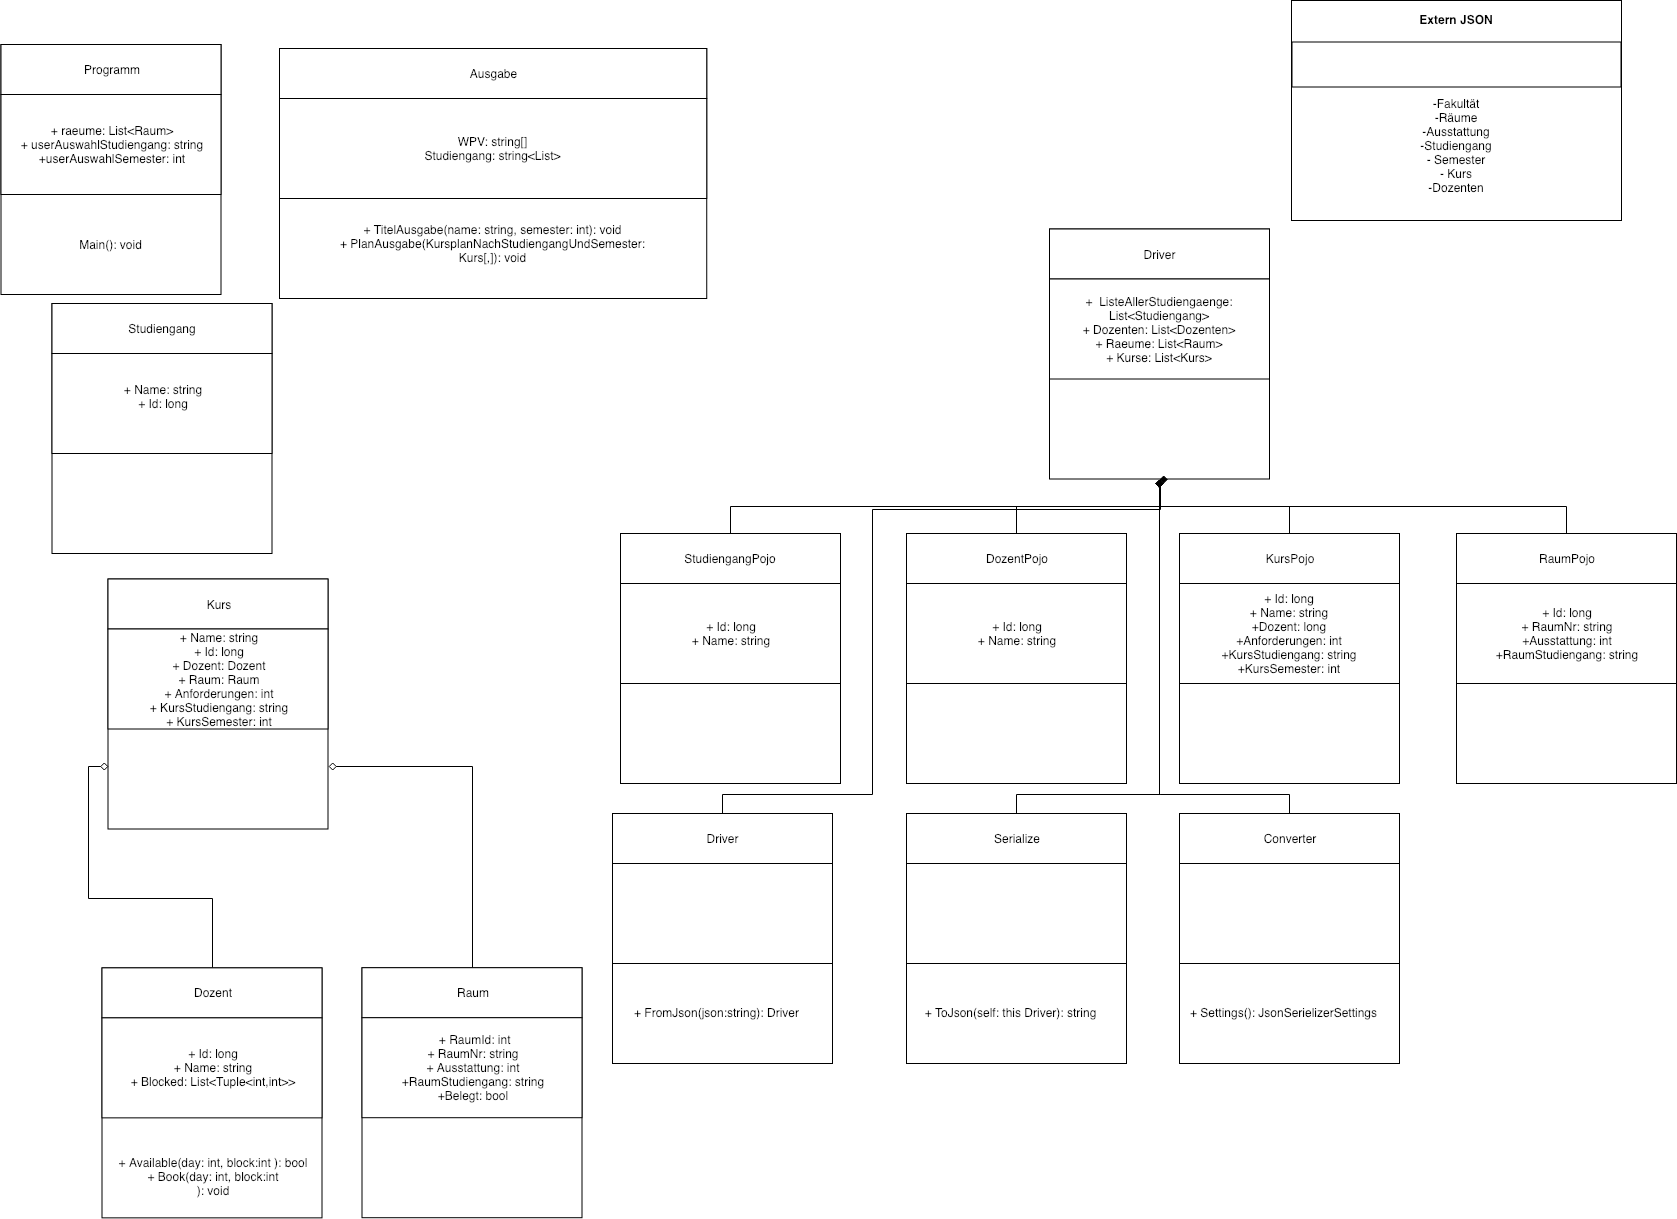 Extern JSON
-Fakultät
-Räume
-Ausstattung
-Studiengang
- Semester
- Kurs
-Dozenten
Programm
+ raeume: List<Raum>
+ userAuswahlStudiengang: string
+userAuswahlSemester: int
Main(): void
Ausgabe
WPV: string[]
Studiengang: string<List>
+ TitelAusgabe(name: string, semester: int): void
+ PlanAusgabe(KursplanNachStudiengangUndSemester:
Kurs[,]): void
Driver
+ ListeAllerStudiengaenge:
List<Studiengang>
+ Dozenten: List<Dozenten>
+ Raeume: List<Raum>
+ Kurse: List<Kurs>
Studiengang
+ Name: string
+ Id: long
StudiengangPojo
+ Id: long
+ Name: string
DozentPojo
+ Id: long
+ Name: string
KursPojo
+ Id: long
+ Name: string
+Dozent: long
+Anforderungen: int
+KursStudiengang: string
+KursSemester: int
RaumPojo
+ Id: long
+ RaumNr: string
+Ausstattung: int
+RaumStudiengang: string
Kurs
+ Name: string
+ Id: long
+ Dozent: Dozent
+ Raum: Raum
+ Anforderungen: int
+ KursStudiengang: string
+ KursSemester: int
Driver
+ FromJson(json:string): Driver
Serialize
+ ToJson(self: this Driver): string
Converter
+ Settings(): JsonSerielizerSettings
Dozent
+ Id: long
+ Name: string
+ Blocked: List<Tuple<int,int>>
+ Available(day: int, block:int ): bool
+ Book(day: int, block:int
): void
Raum
+ RaumId: int
+ RaumNr: string
+ Ausstattung: int
+RaumStudiengang: string
+Belegt: bool